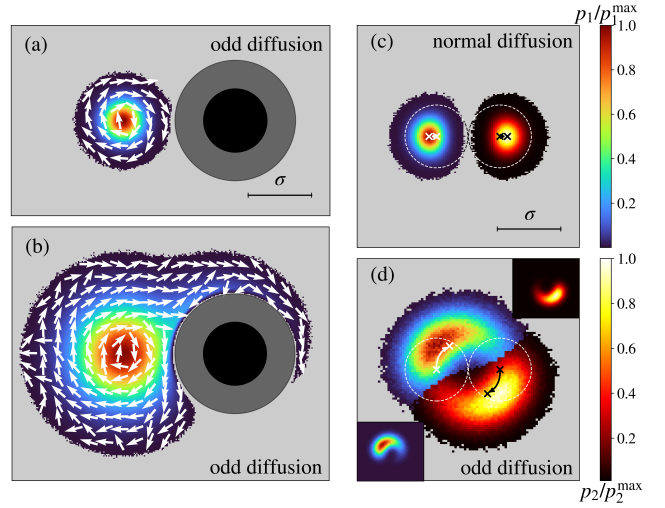 (a)
odd diffusion
σ
(b)
odd diffusion
(c)
normal diffusion
σ
(d)
odd diffusion
p₁/p₁ᵐᵃˣ
1.0
0.8
0.6
0.4
0.2
1.0
0.8
0.6
0.4
0.2
p₂/p₂ᵐᵃˣ